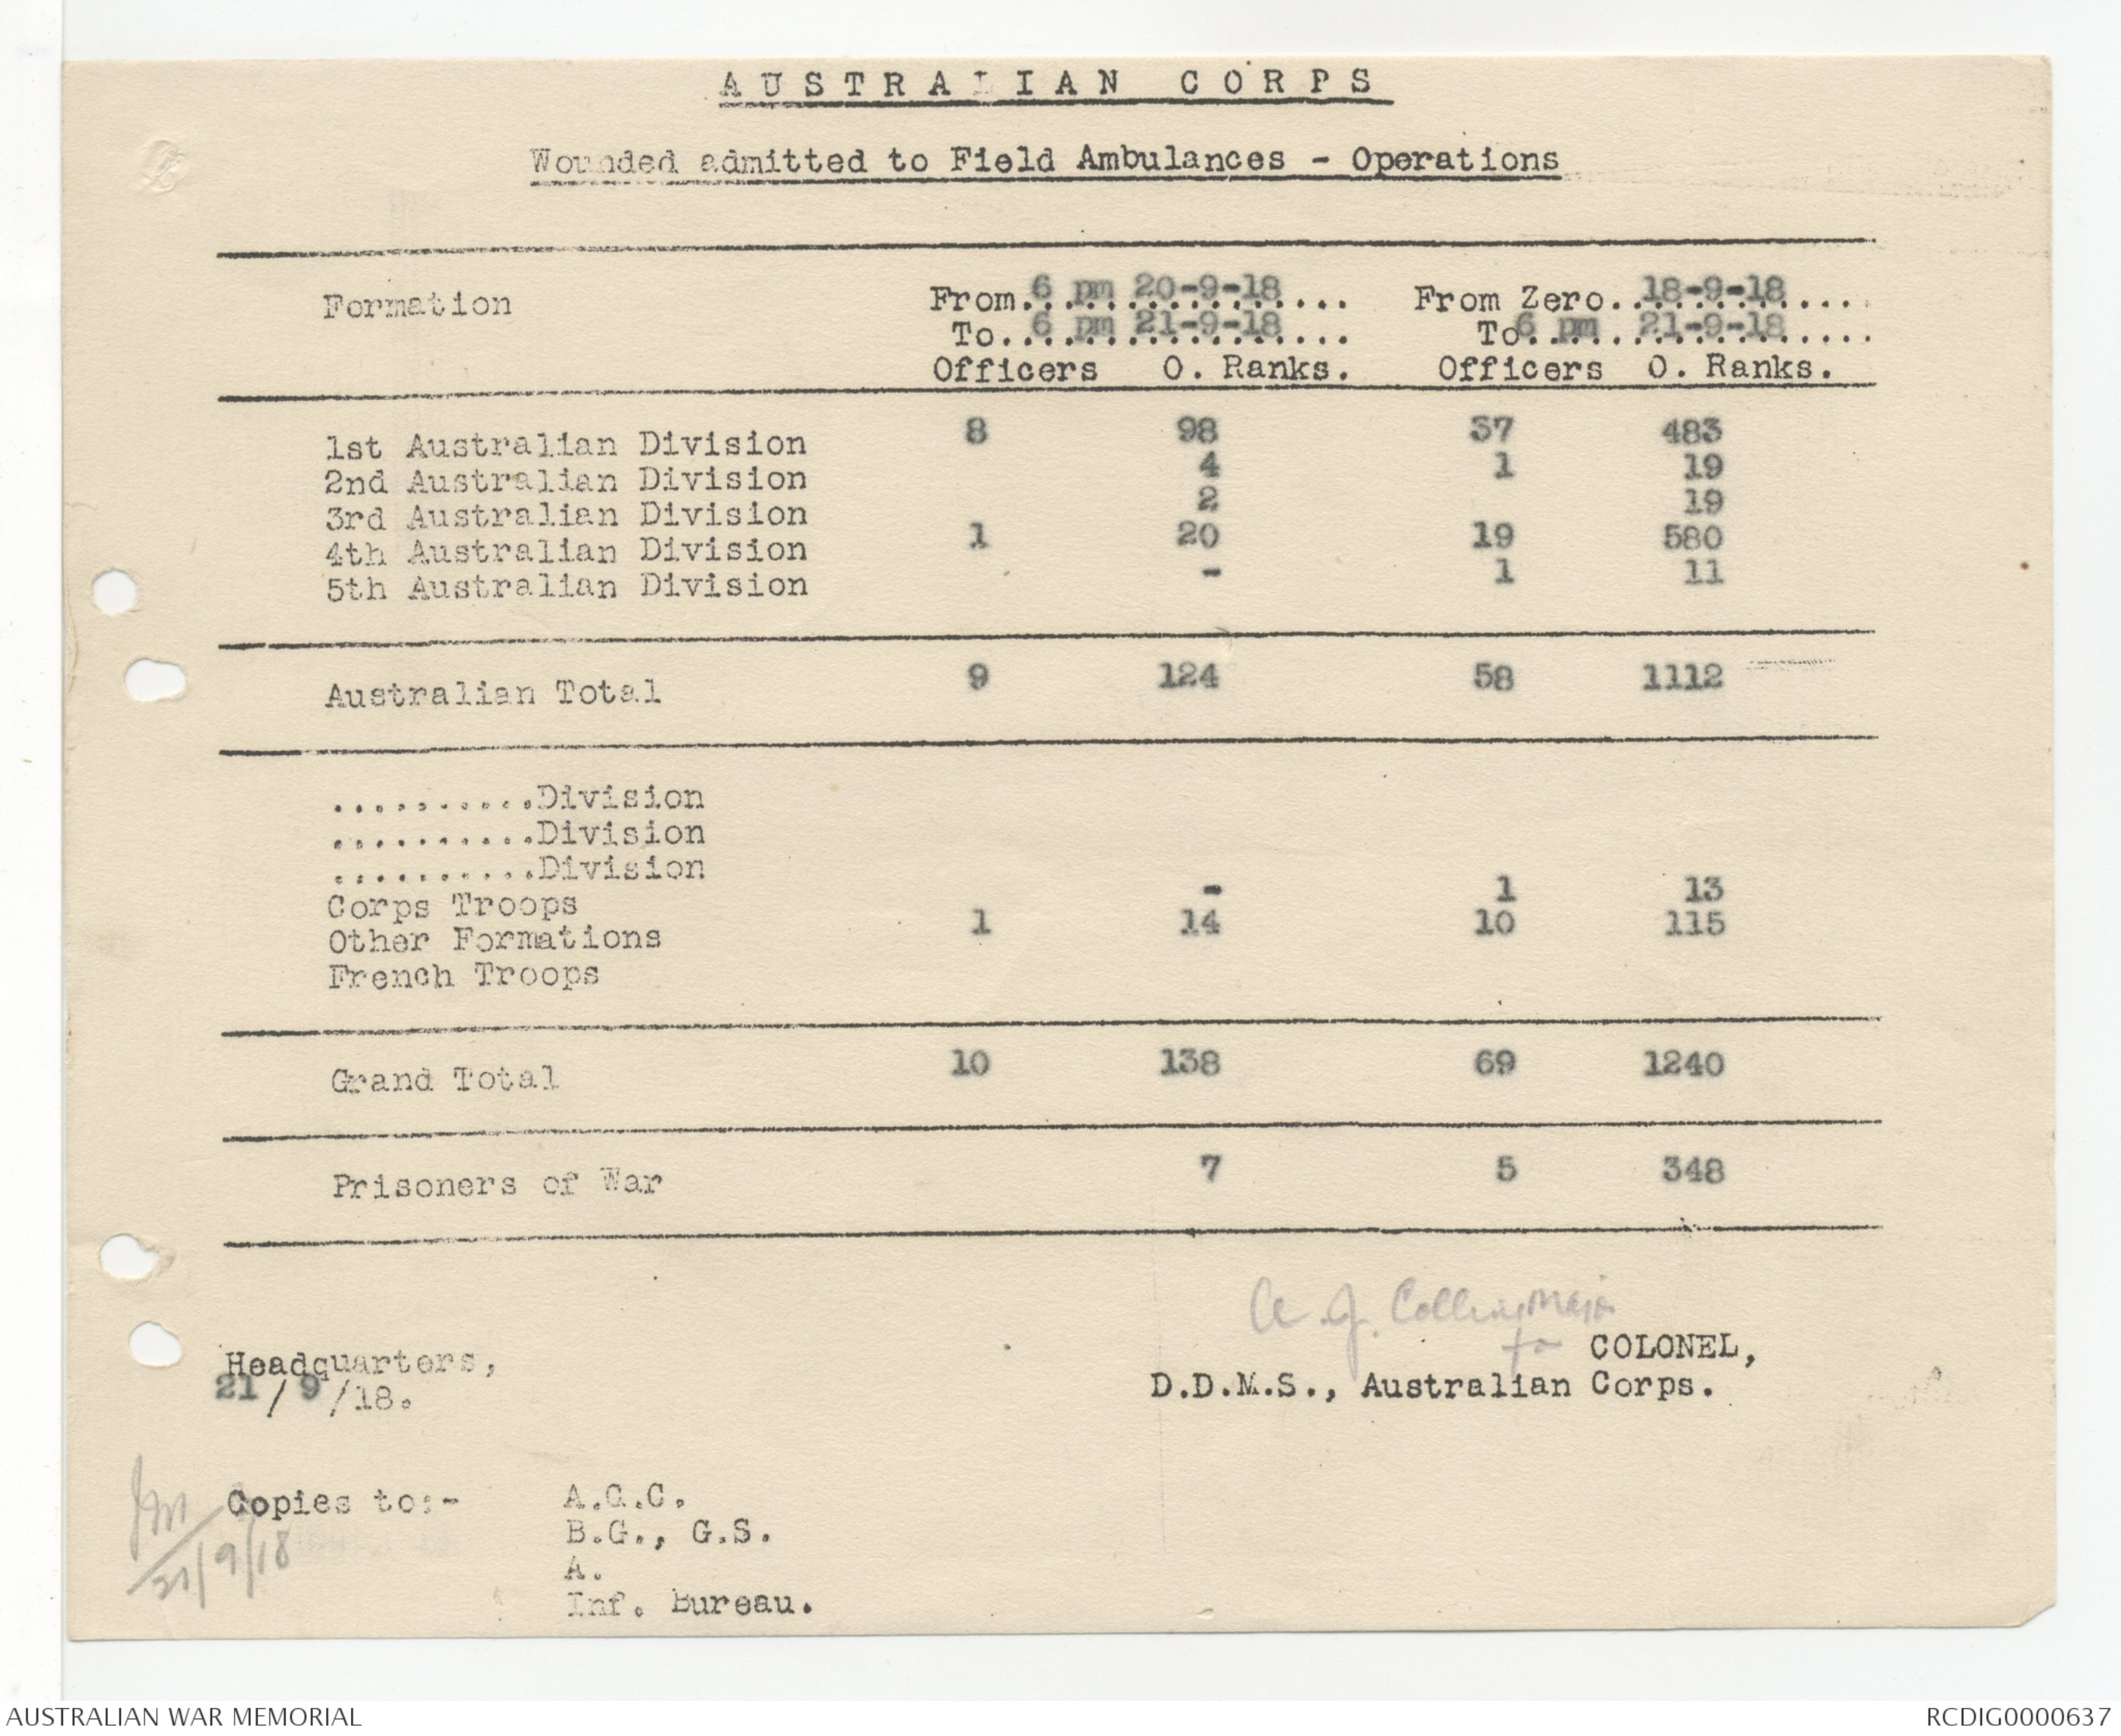 AUSTRALIAN CORPS
Wounded admitted to Field Ambulances - Operations
Formation From 6 pm 20-9-18 From Zero 18-9-18
To 6 pm 21-9-18 To 6 pm 21-9-18
Officers O. Ranks. Officers O. Ranks.
1st Australian Division 8 98 37 483
2nd Australian Division 4 1 19
3rd Australian Division 2 19
4th Australian Division 1 20 19 580
5th Australian Division - 1 11
Australian Total 9 124 58 1112
..........Division
..........Division
..........Division
Corps Troops - 1 13
Other Formations 1 14 10 115
French Troops
Grand Total 10 138 69 1240
Prisoners of War 7 5 348
A. J. Collins Major
for COLONEL,
D.D.M.S., Australian Corps.
Headquarters,
21/9/18.
Copies to:- A.C.C.
B.G., G.S.
A.
Inf. Bureau.
21/9/18
AUSTRALIAN WAR MEMORIAL
RCDIG0000637